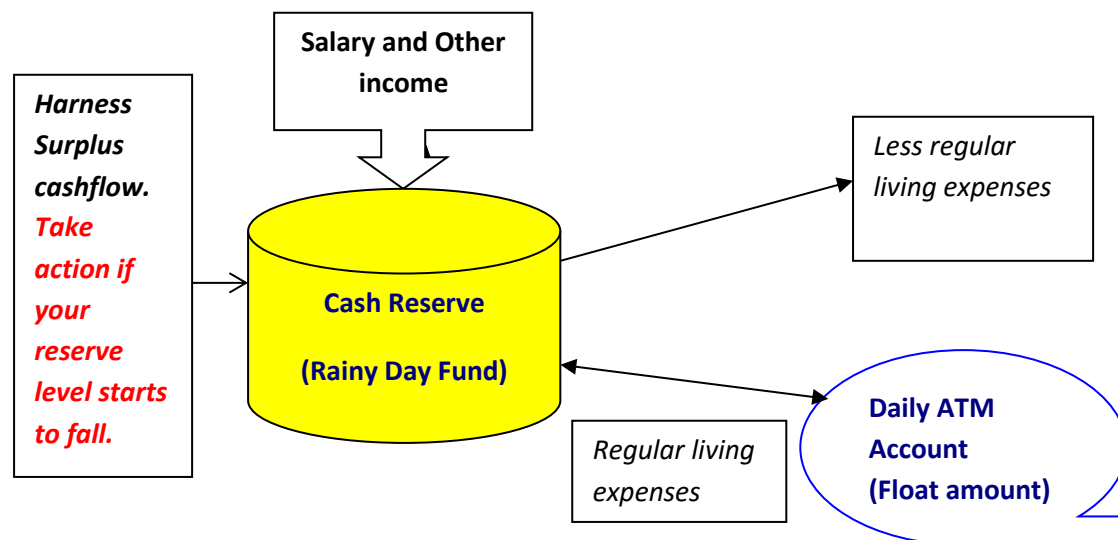 Salary and Other
income
Harness
Surplus
cashflow.
Take
action if
your
reserve
level starts
to fall.
Cash Reserve
(Rainy Day Fund)
Less regular
living expenses
Regular living
expenses
Daily ATM
Account
(Float amount)